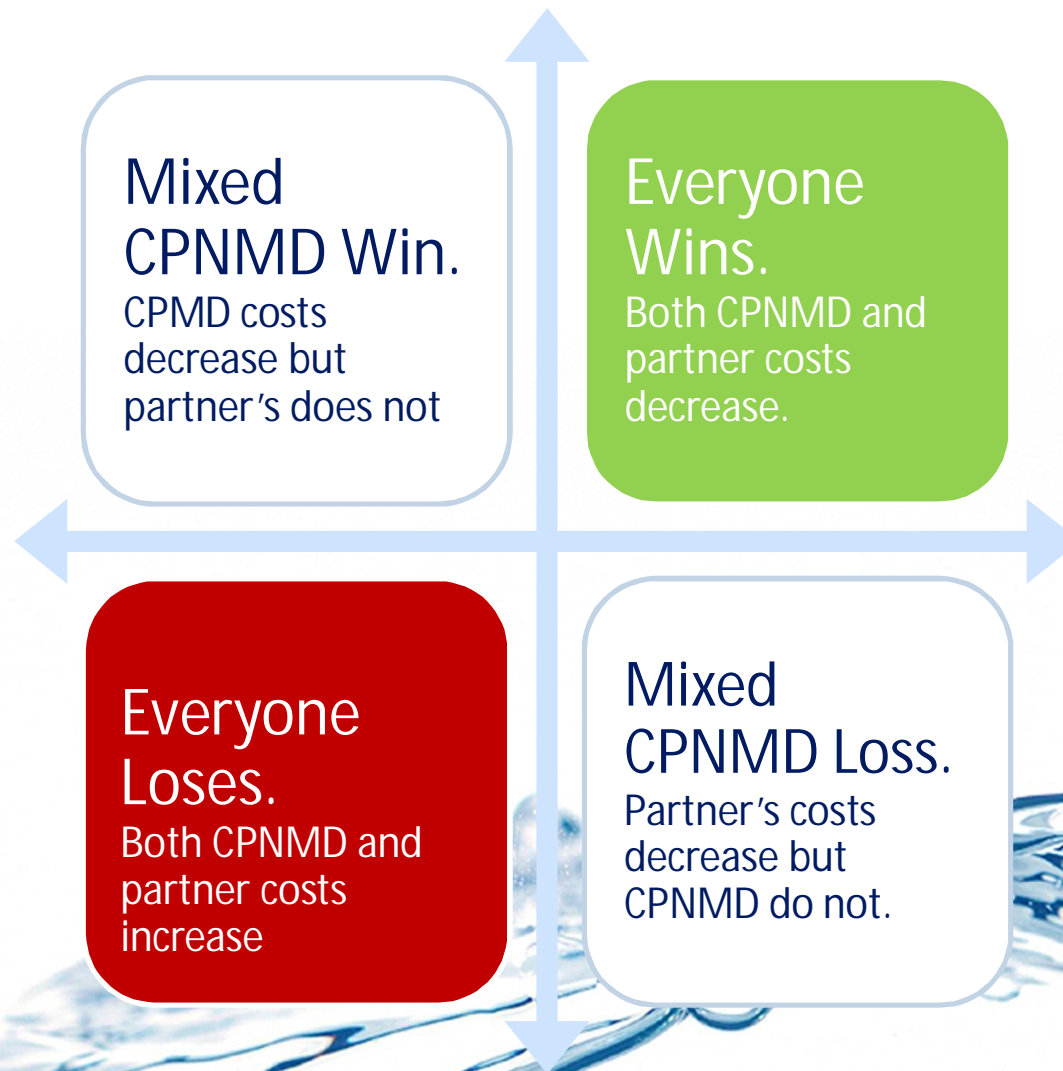 Mixed
CPNMD Win.
CPMD costs
decrease but
partner's does not
Everyone
Wins.
Both CPNMD and
partner costs
decrease.
Everyone
Loses.
Both CPNMD and
partner costs
increase
Mixed
CPNMD Loss.
Partner's costs
decrease but
CPNMD do not.